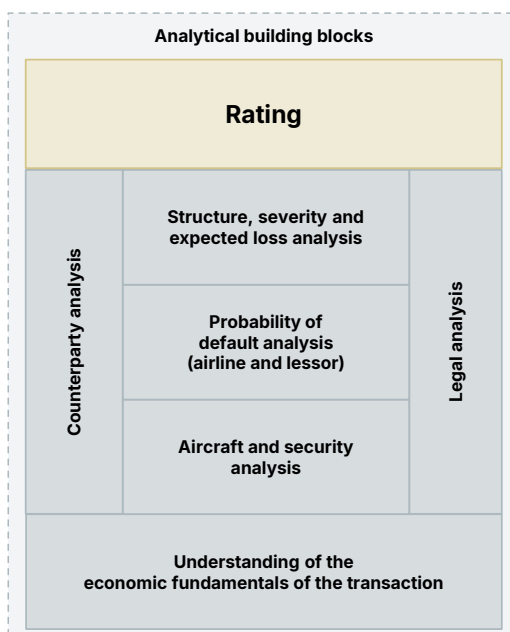 Analytical building blocks
Rating
Counterparty analysis
Structure, severity and
expected loss analysis
Probability of
default analysis
(airline and lessor)
Aircraft and security
analysis
Legal analysis
Understanding of the
economic fundamentals of the transaction